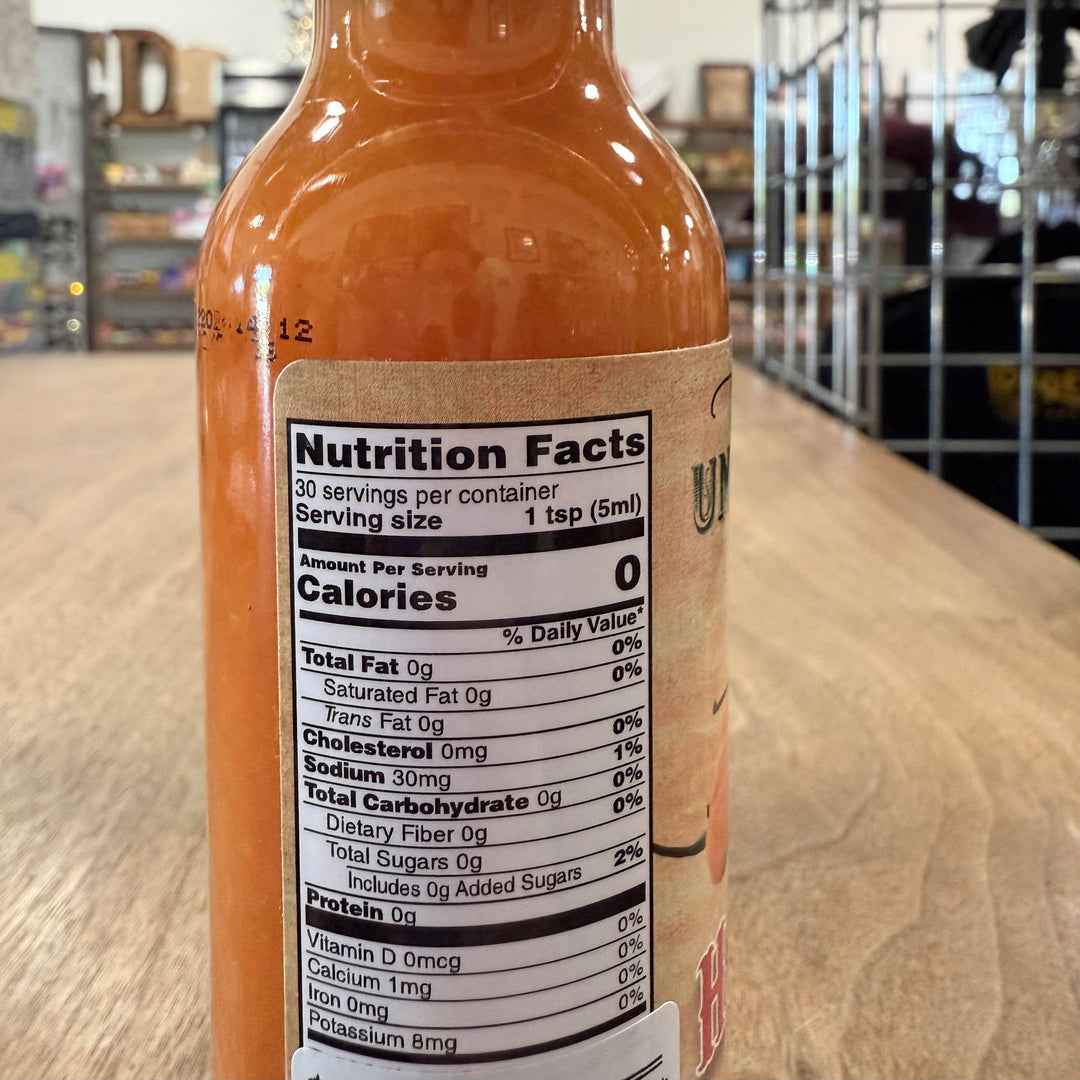 12
Nutrition Facts
30 servings per container
Serving size 1 tsp (5ml)
Amount Per Serving
Calories 0
% Daily Value*
Total Fat 0g 0%
Saturated Fat 0g 0%
Trans Fat 0g
Cholesterol 0mg 0%
Sodium 30mg 1%
Total Carbohydrate 0g 0%
Dietary Fiber 0g 0%
Total Sugars 0g
Includes 0g Added Sugars 2%
Protein 0g
Vitamin D 0mcg 0%
Calcium 1mg 0%
Iron 0mg 0%
Potassium 8mg 0%
UN
H
D